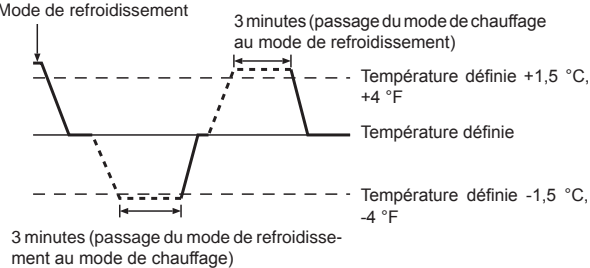 Mode de refroidissement
3 minutes (passage du mode de chauffage
au mode de refroidissement)
Température définie +1,5 °C,
+4 °F
Température définie
Température définie -1,5 °C,
-4 °F
3 minutes (passage du mode de refroidisse-
ment au mode de chauffage)